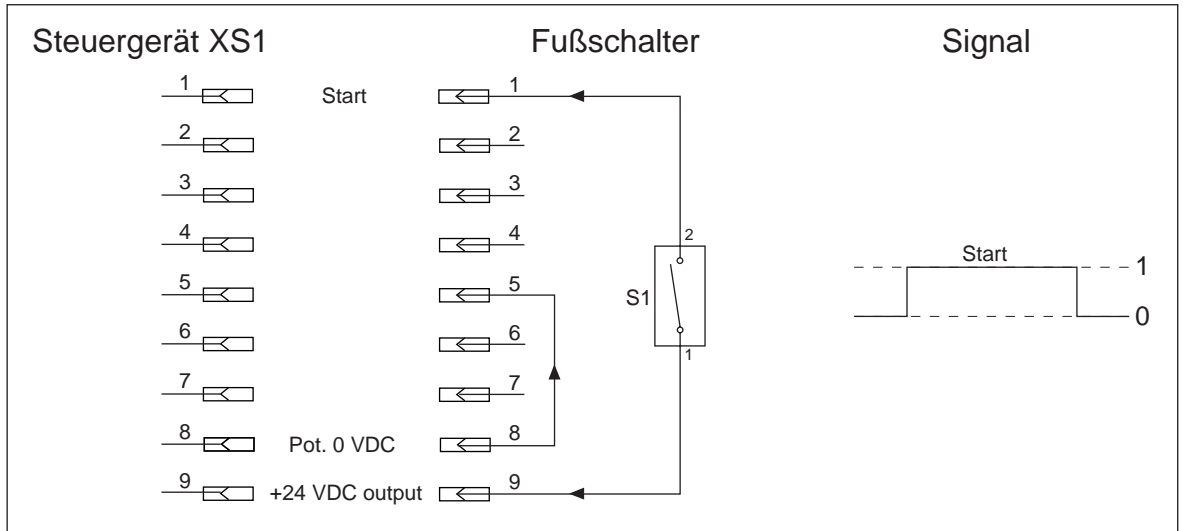 Steuergerät XS1 Fußschalter Signal
1 Start 1
2 2
3 3
4 4
2
Start
1
5 5
S1
0
6 6
1
7 7
8 Pot. 0 VDC 8
9 +24 VDC output 9